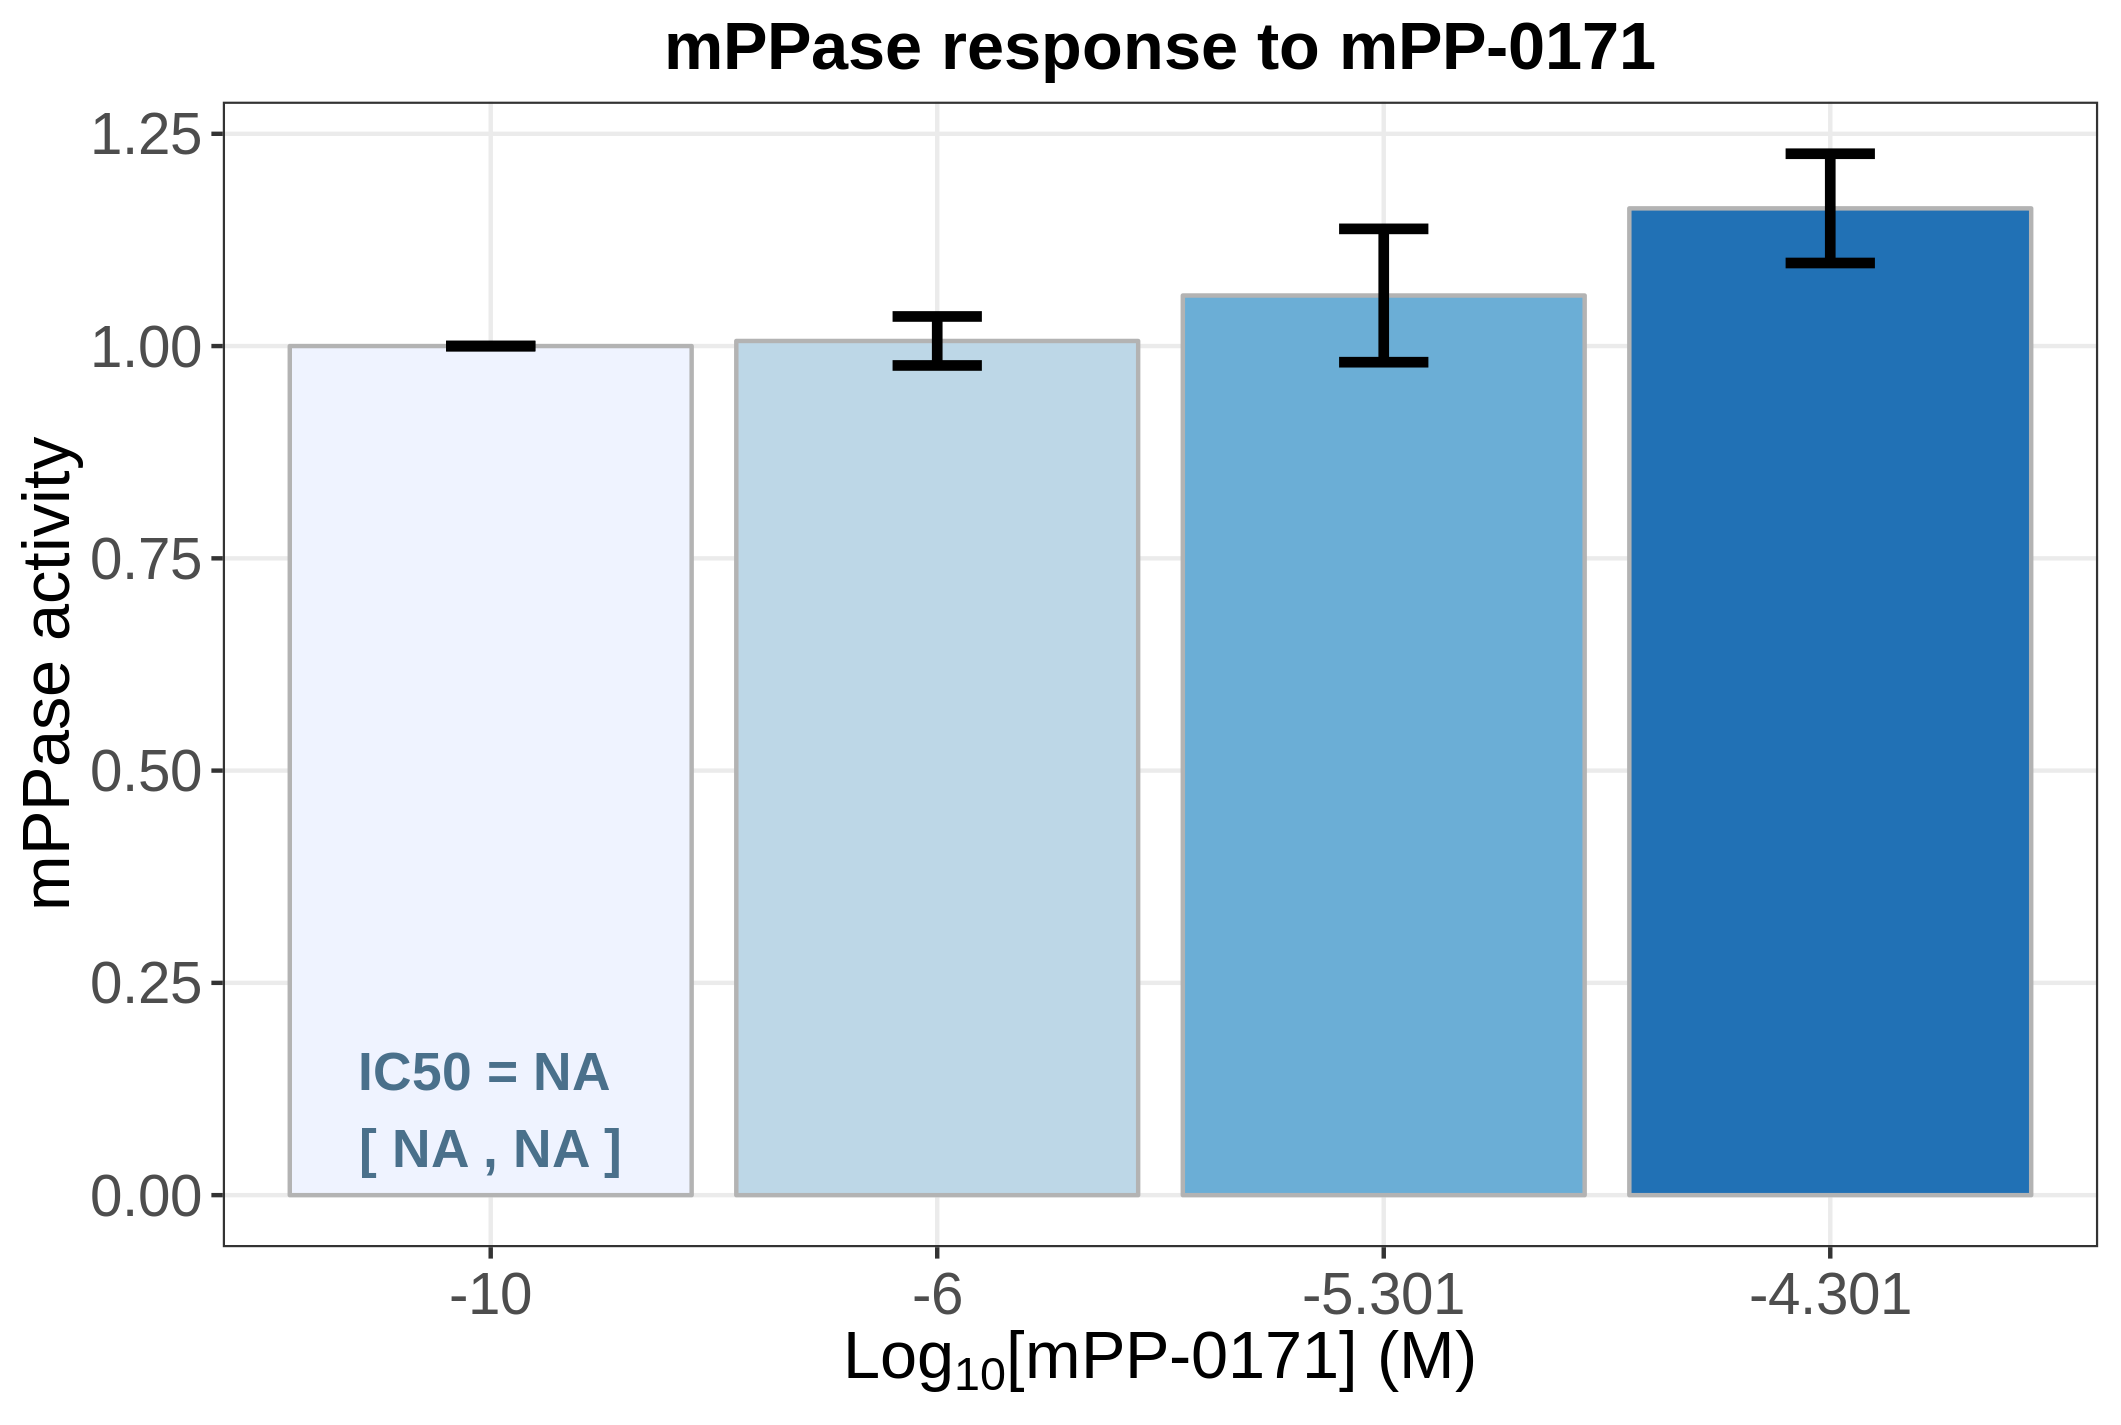 mPPase response to mPP-0171
1.25
1.00
0.75
0.50
0.25
0.00
mPPase activity
IC50 = NA
[ NA , NA ]
-10
-6
-5.301
-4.301
Log₁₀[mPP-0171] (M)